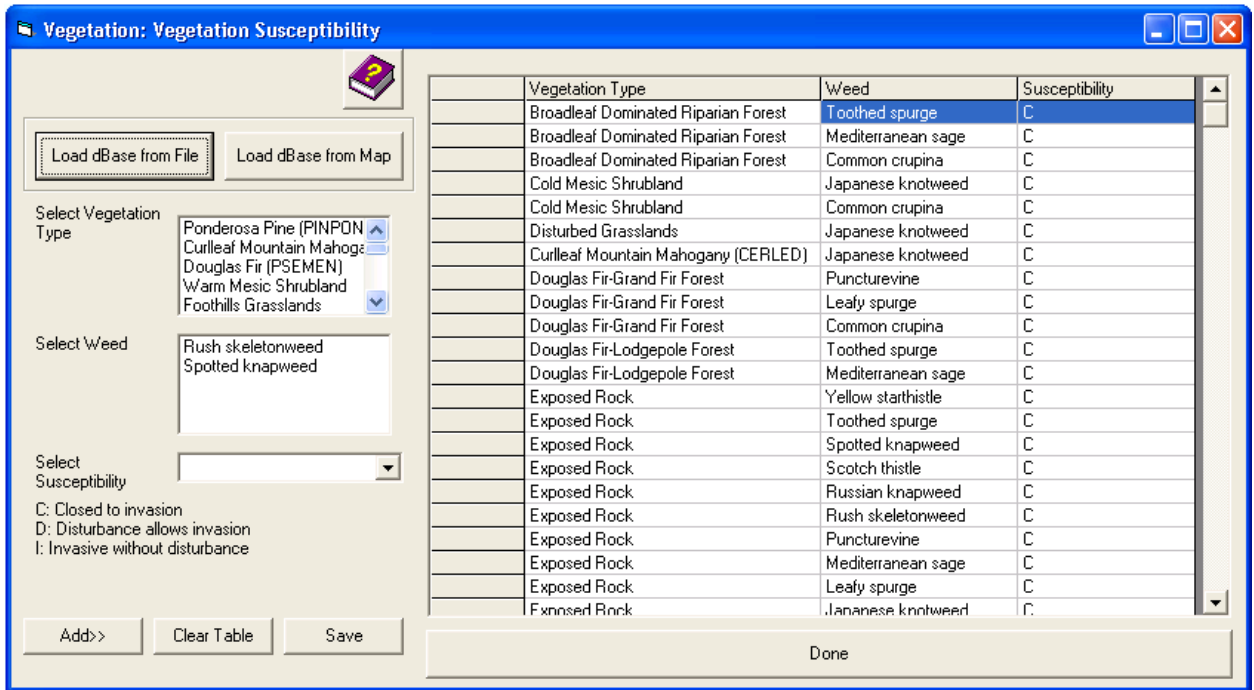 Vegetation: Vegetation Susceptibility
?
Load dBase from File
Load dBase from Map
Select Vegetation
Type
Ponderosa Pine (PINPON
Curlleaf Mountain Mahoga
Douglas Fir (PSEMEN)
Warm Mesic Shrubland
Foothills Grasslands
Select Weed
Rush skeletonweed
Spotted knapweed
Select
Susceptibility
C: Closed to invasion
D: Disturbance allows invasion
I: Invasive without disturbance
Add>>
Clear Table
Save
Vegetation Type Weed Susceptibility
Broadleaf Dominated Riparian Forest Toothed spurge C
Broadleaf Dominated Riparian Forest Mediterranean sage C
Broadleaf Dominated Riparian Forest Common crupina C
Cold Mesic Shrubland Japanese knotweed C
Cold Mesic Shrubland Common crupina C
Disturbed Grasslands Japanese knotweed C
Curlleaf Mountain Mahogany (CERLED) Japanese knotweed C
Douglas Fir-Grand Fir Forest Puncturevine C
Douglas Fir-Grand Fir Forest Leafy spurge C
Douglas Fir-Grand Fir Forest Common crupina C
Douglas Fir-Lodgepole Forest Toothed spurge C
Douglas Fir-Lodgepole Forest Mediterranean sage C
Exposed Rock Yellow starthistle C
Exposed Rock Toothed spurge C
Exposed Rock Spotted knapweed C
Exposed Rock Scotch thistle C
Exposed Rock Russian knapweed C
Exposed Rock Rush skeletonweed C
Exposed Rock Puncturevine C
Exposed Rock Mediterranean sage C
Exposed Rock Leafy spurge C
Exposed Rock Japanese knotweed C
Done